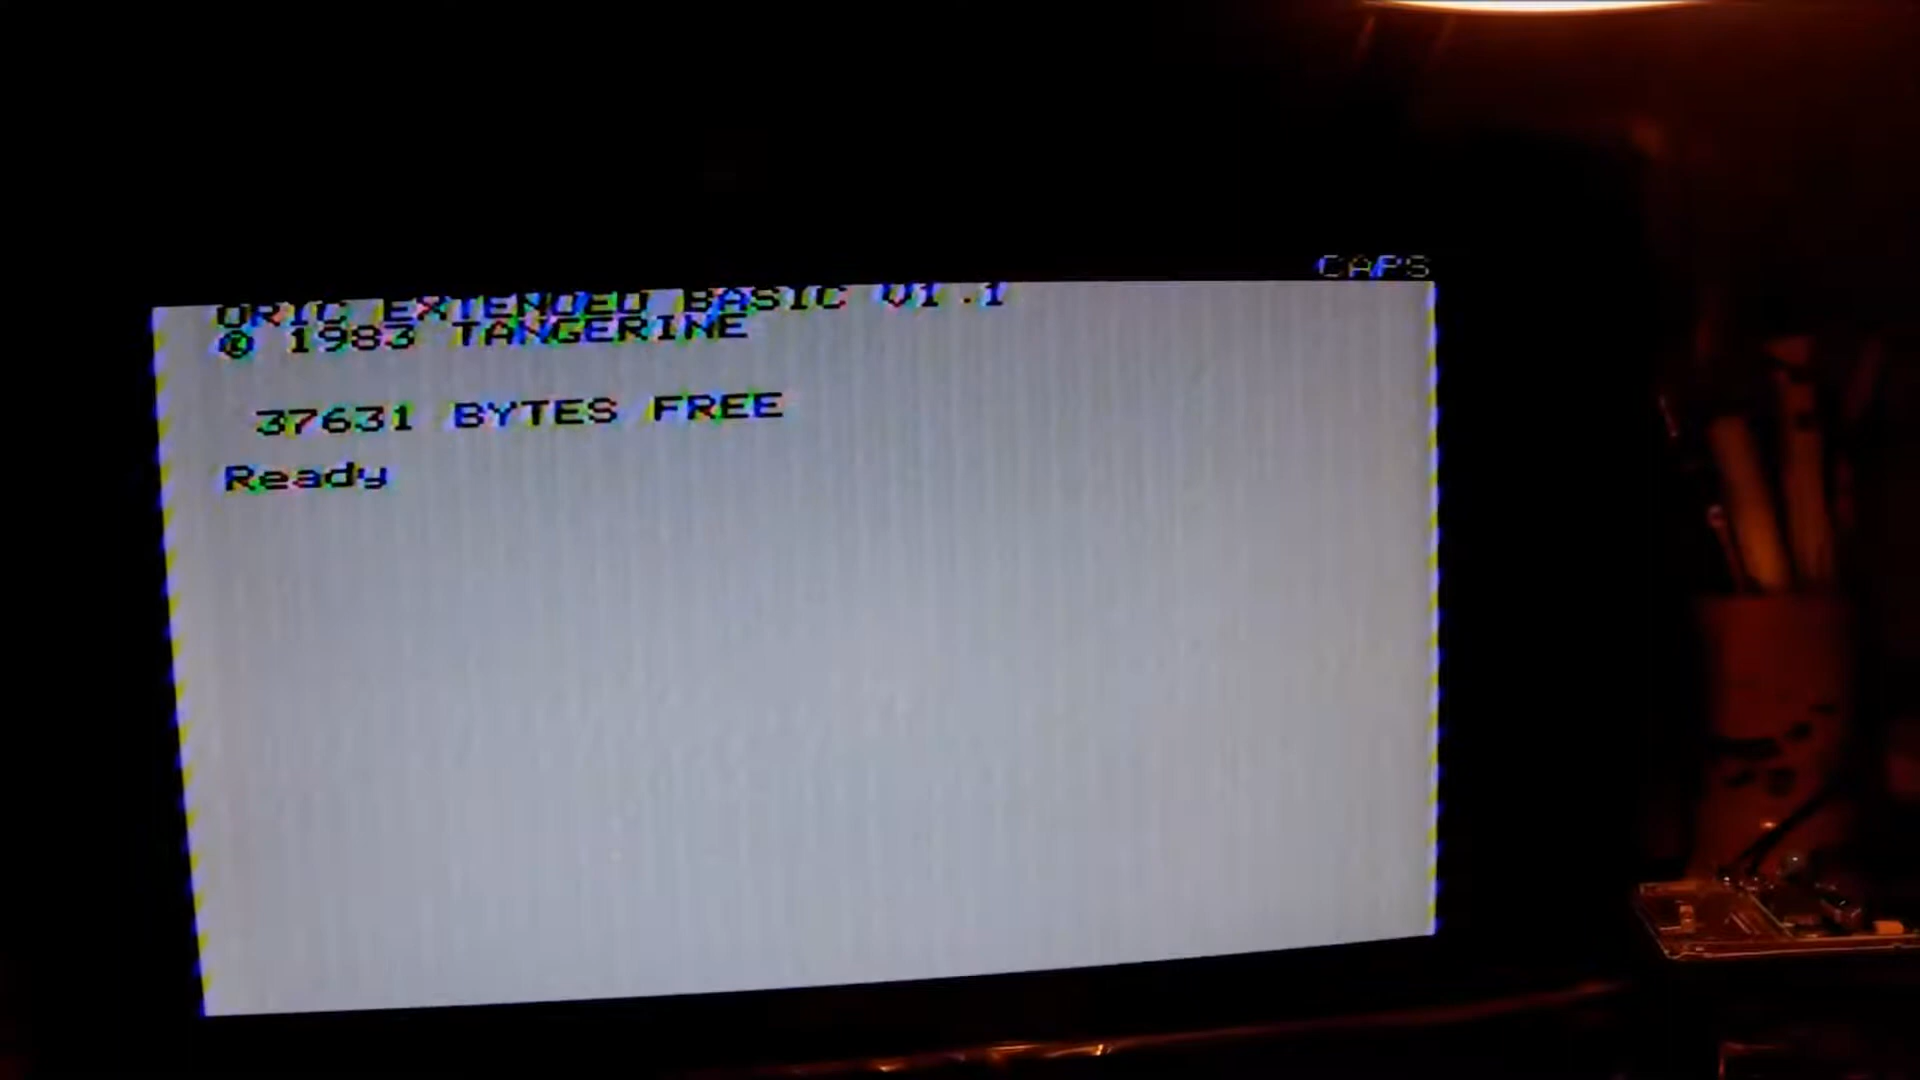 CAPS
ORIC EXTENDED BASIC V1.1
© 1983 TANGERINE
37631 BYTES FREE
Ready